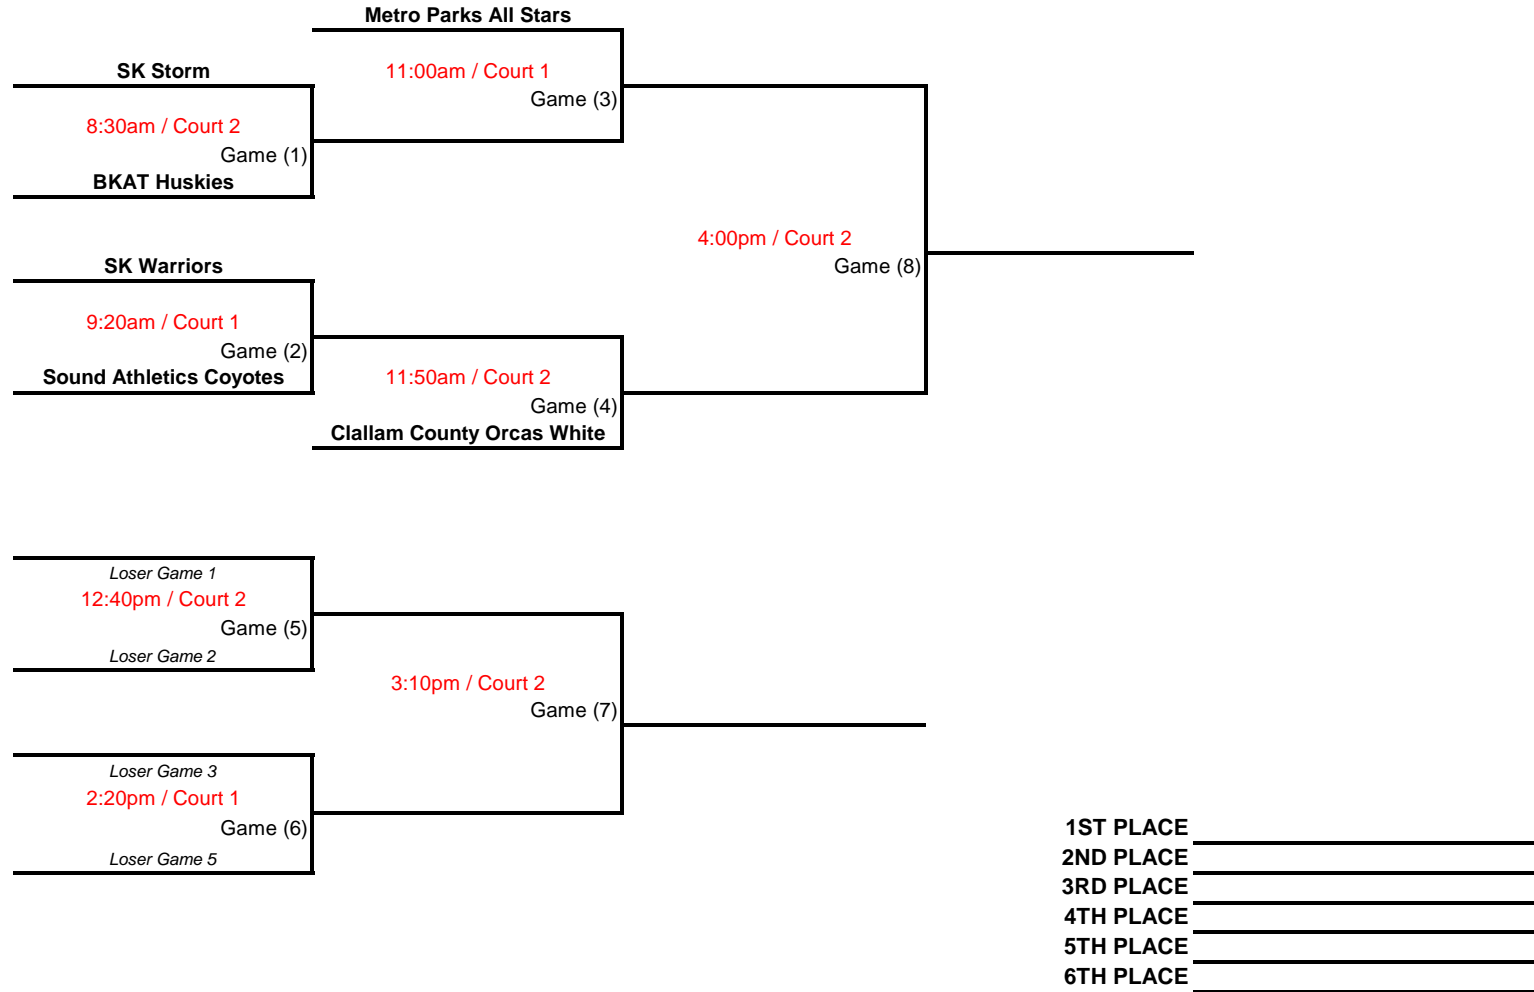 Metro Parks All Stars
SK Storm
11:00am / Court 1
Game (3)
8:30am / Court 2
Game (1)
BKAT Huskies
4:00pm / Court 2
Game (8)
SK Warriors
9:20am / Court 1
Game (2)
Sound Athletics Coyotes
11:50am / Court 2
Game (4)
Clallam County Orcas White
Loser Game 1
12:40pm / Court 2
Game (5)
Loser Game 2
3:10pm / Court 2
Game (7)
Loser Game 3
2:20pm / Court 1
Game (6)
Loser Game 5
1ST PLACE
2ND PLACE
3RD PLACE
4TH PLACE
5TH PLACE
6TH PLACE